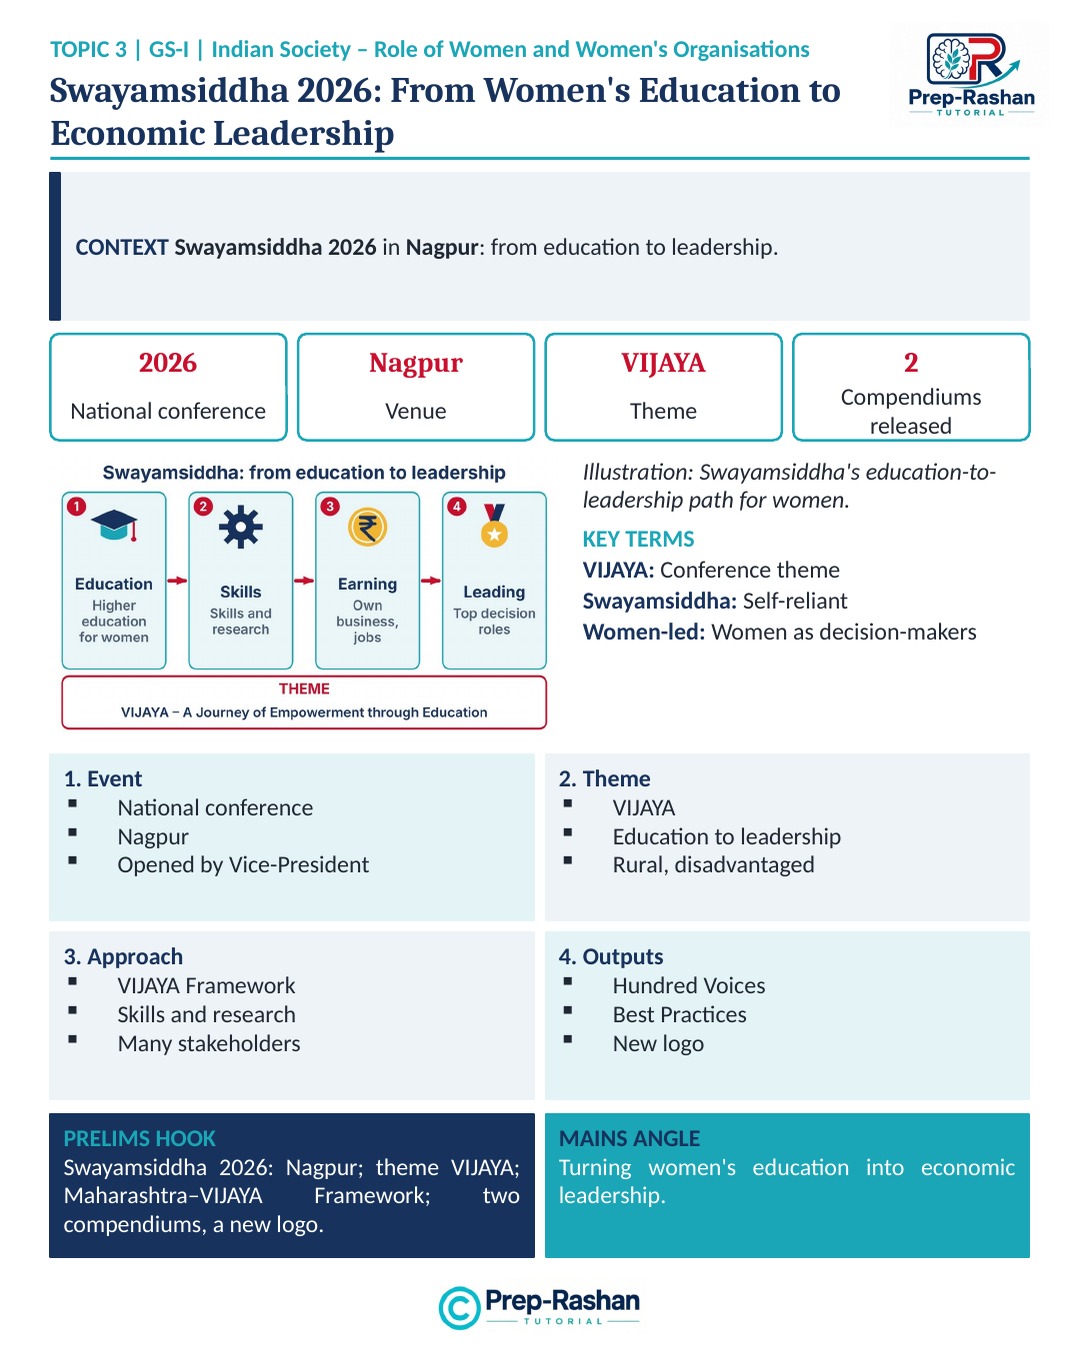 TOPIC 3 | GS-I | Indian Society – Role of Women and Women's Organisations
Swayamsiddha 2026: From Women's Education to
Economic Leadership
Prep-Rashan
TUTORIAL
CONTEXT Swayamsiddha 2026 in Nagpur: from education to leadership.
2026
National conference
Nagpur
Venue
VIJAYA
Theme
2
Compendiums
released
Swayamsiddha: from education to leadership
1
Education
Higher
education
for women
2
Skills
Skills and
research
3
Earning
Own
business,
jobs
4
Leading
Top decision
roles
THEME
VIJAYA – A Journey of Empowerment through Education
Illustration: Swayamsiddha's education-to-
leadership path for women.
KEY TERMS
VIJAYA: Conference theme
Swayamsiddha: Self-reliant
Women-led: Women as decision-makers
1. Event
▪ National conference
▪ Nagpur
▪ Opened by Vice-President
2. Theme
▪ VIJAYA
▪ Education to leadership
▪ Rural, disadvantaged
3. Approach
▪ VIJAYA Framework
▪ Skills and research
▪ Many stakeholders
4. Outputs
▪ Hundred Voices
▪ Best Practices
▪ New logo
PRELIMS HOOK
Swayamsiddha 2026: Nagpur; theme VIJAYA;
Maharashtra–VIJAYA Framework; two
compendiums, a new logo.
MAINS ANGLE
Turning women's education into economic
leadership.
© Prep-Rashan
TUTORIAL